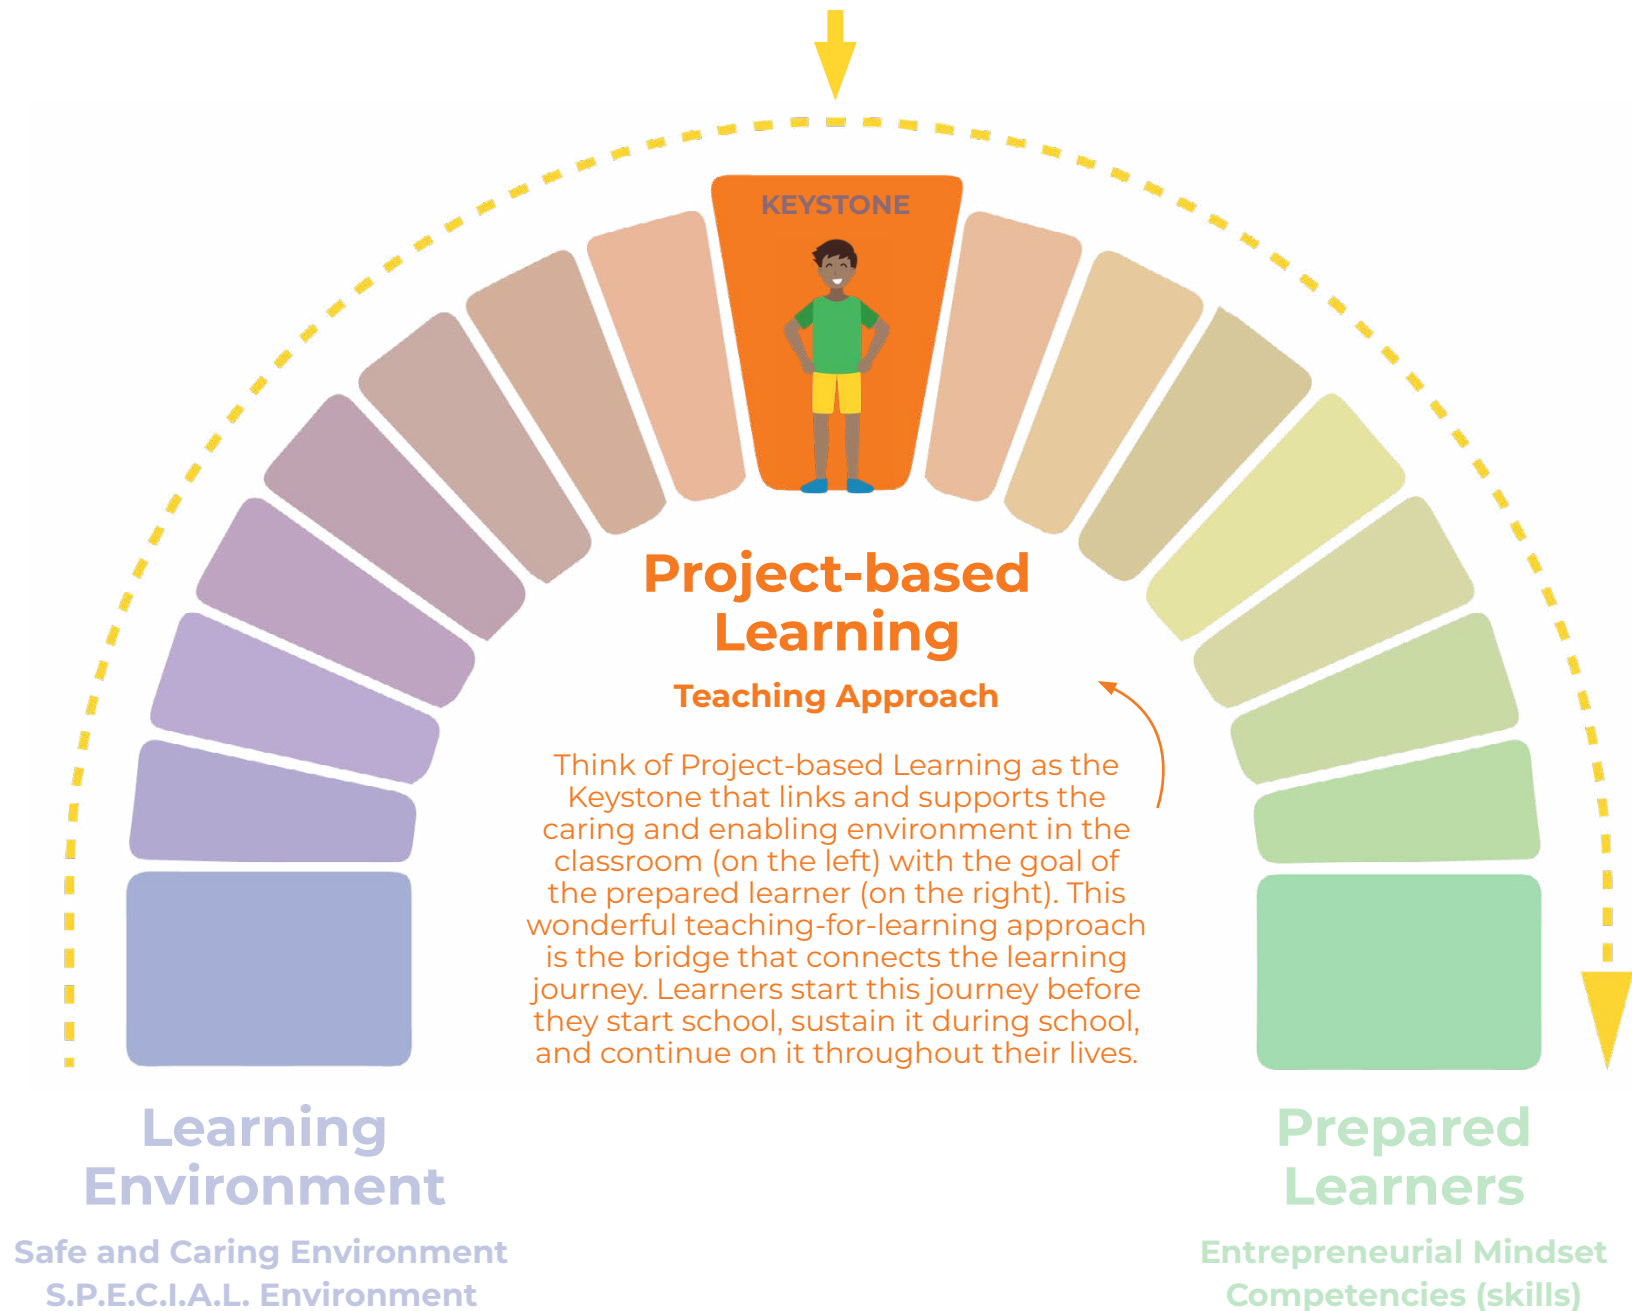 KEYSTONE
Project-based
Learning
Teaching Approach
Think of Project-based Learning as the
Keystone that links and supports the
caring and enabling environment in the
classroom (on the left) with the goal of
the prepared learner (on the right). This
wonderful teaching-for-learning approach
is the bridge that connects the learning
journey. Learners start this journey before
they start school, sustain it during school,
and continue on it throughout their lives.
Learning
Environment
Safe and Caring Environment
S.P.E.C.I.A.L. Environment
Prepared
Learners
Entrepreneurial Mindset
Competencies (skills)